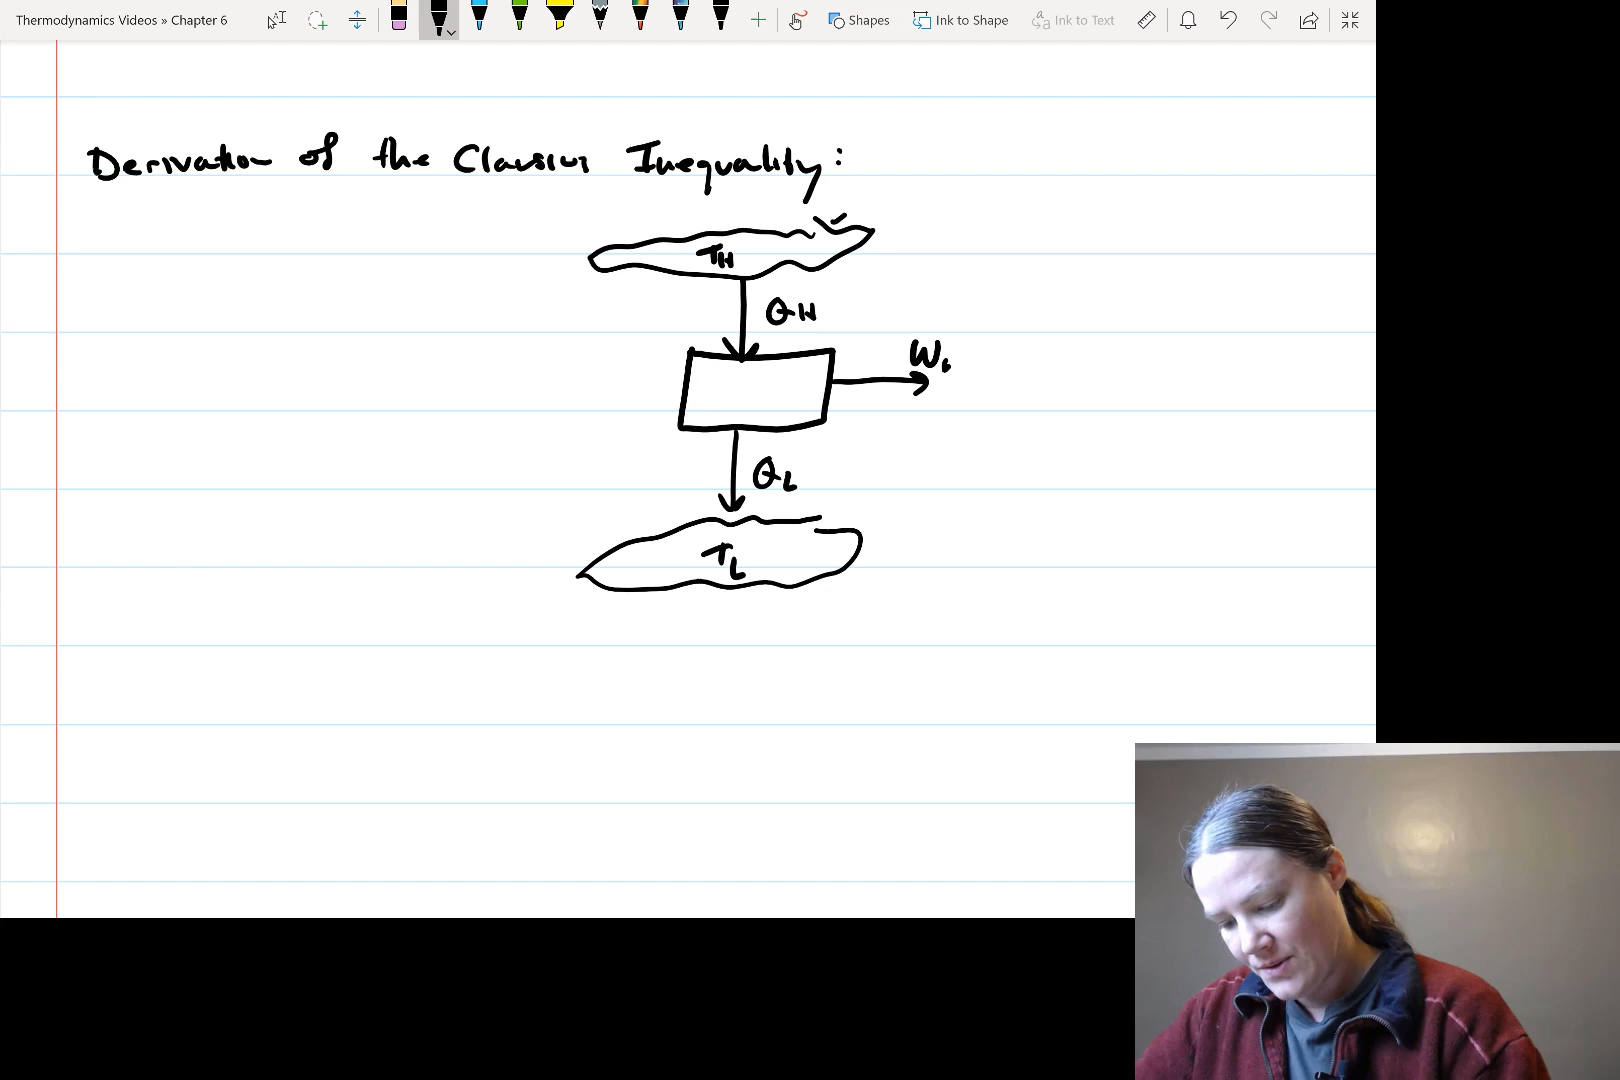 Thermodynamics Videos » Chapter 6
Shapes
Ink to Shape
Ink to Text
Derivation of the Clausius Inequality:
TH
QH
W
QL
TL